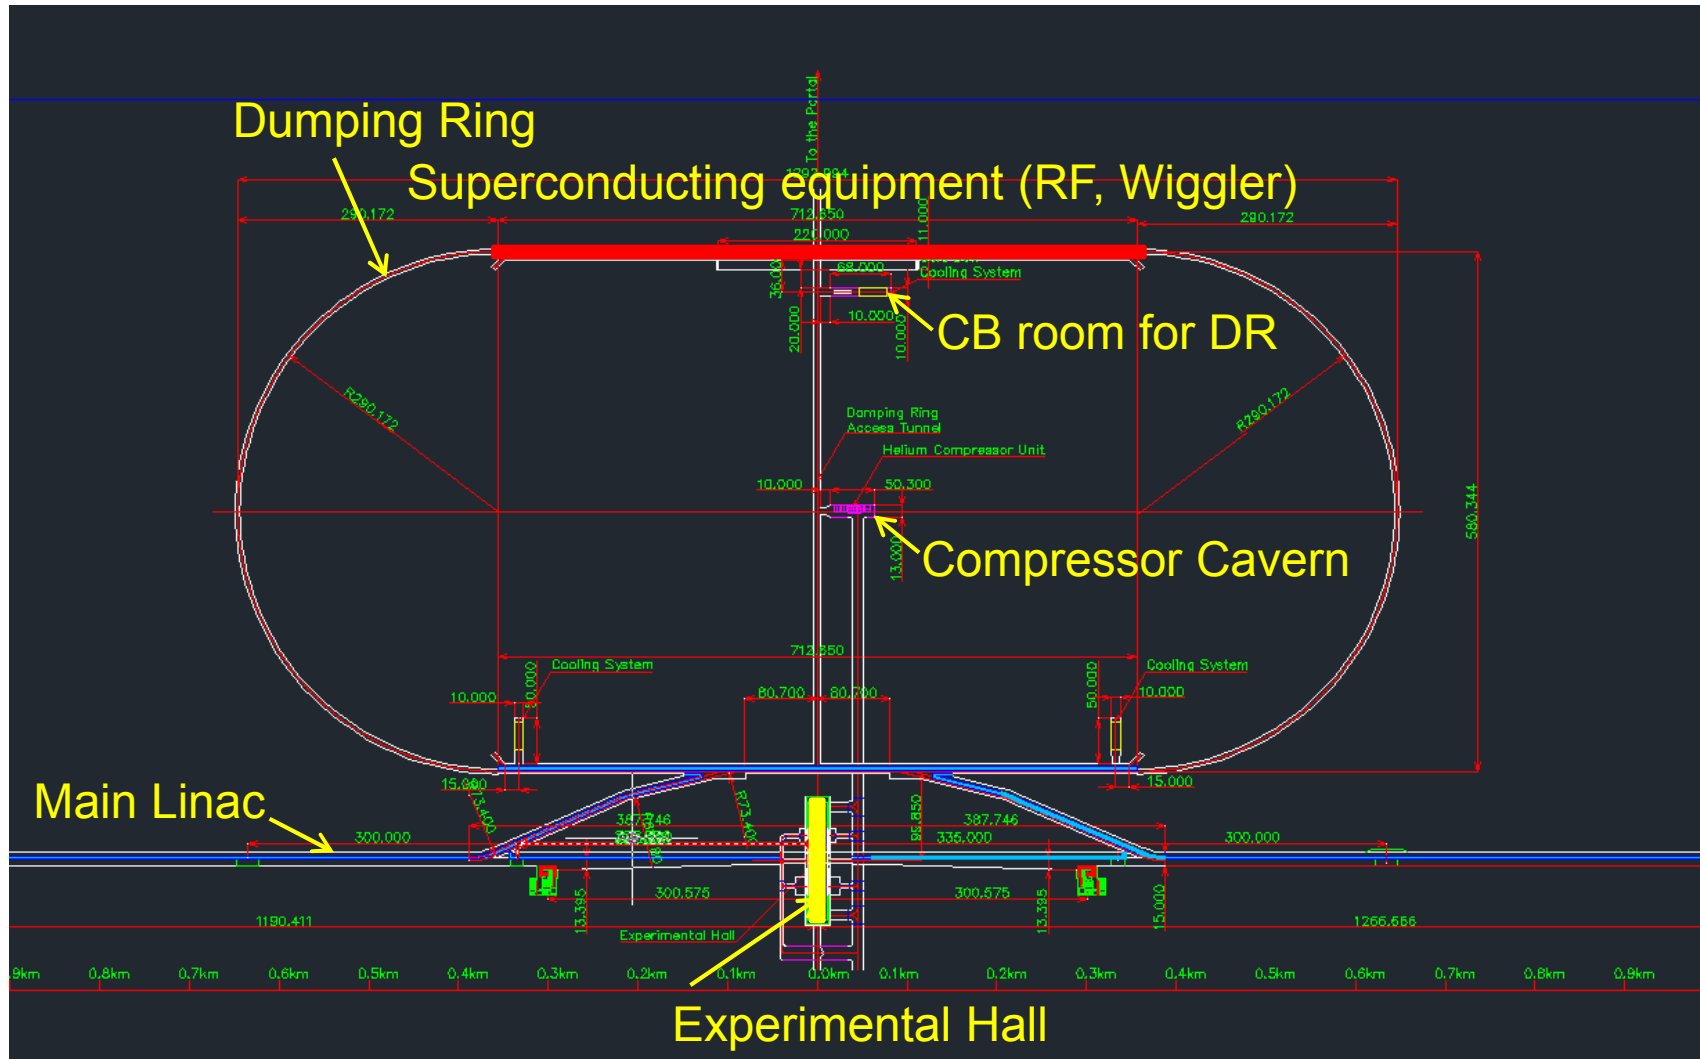 To the Portal
Dumping Ring
Superconducting equipment (RF, Wiggler)
290.172
712.650
290.172
220.000
11.000
68.000
Cooling System
36.00
20.000
10.000
10.000
CB room for DR
R290.172
R290.172
Damping Ring
Access Tunnel
Helium Compressor Unit
10.000
50.300
580.344
13.000
Compressor Cavern
712.650
Cooling System
Cooling System
10.000
50.000
80.700
80.700
50.000
10.000
15.000
15.000
Main Linac
300.000
387.746
387.746
335.000
300.000
300.575
300.575
13.395
13.395
15.000
1190.411
1266.656
Experimental Hall
.9km
0.8km
0.7km
0.6km
0.5km
0.4km
0.3km
0.2km
0.1km
0.0km
0.1km
0.2km
0.3km
0.4km
0.5km
0.6km
0.7km
0.8km
0.9km
Experimental Hall